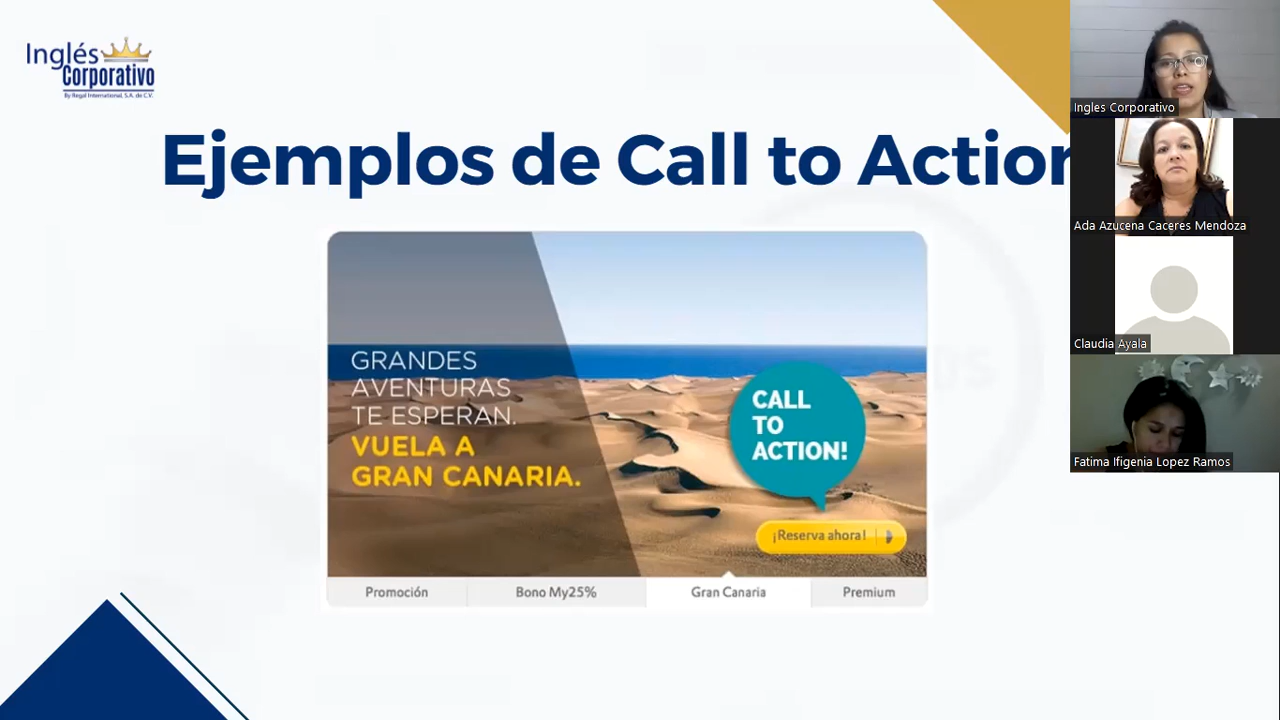 Inglés
Corporativo
By Regal International, S.A. de C.V.
Ejemplos de Call to Action
GRANDES
AVENTURAS
TE ESPERAN.
VUELA A
GRAN CANARIA.
CALL
TO
ACTION!
¡Reserva ahora!
Promoción
Bono My25%
Gran Canaria
Premium
Ingles Corporativo
Ada Azucena Caceres Mendoza
Claudia Ayala
Fatima Ifigenia Lopez Ramos